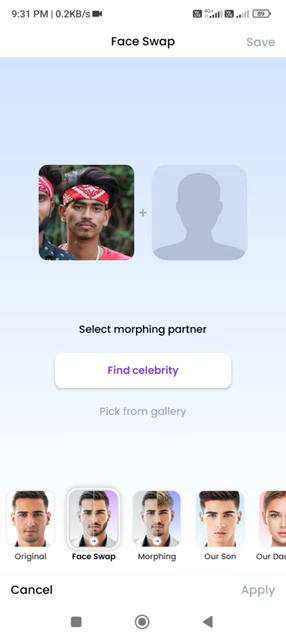 9:31 PM | 0.2KB/s
4G+
89
Face Swap
Save
+
Select morphing partner
Find celebrity
Pick from gallery
Original
Face Swap
Morphing
Our Son
Our Dau
Cancel
Apply